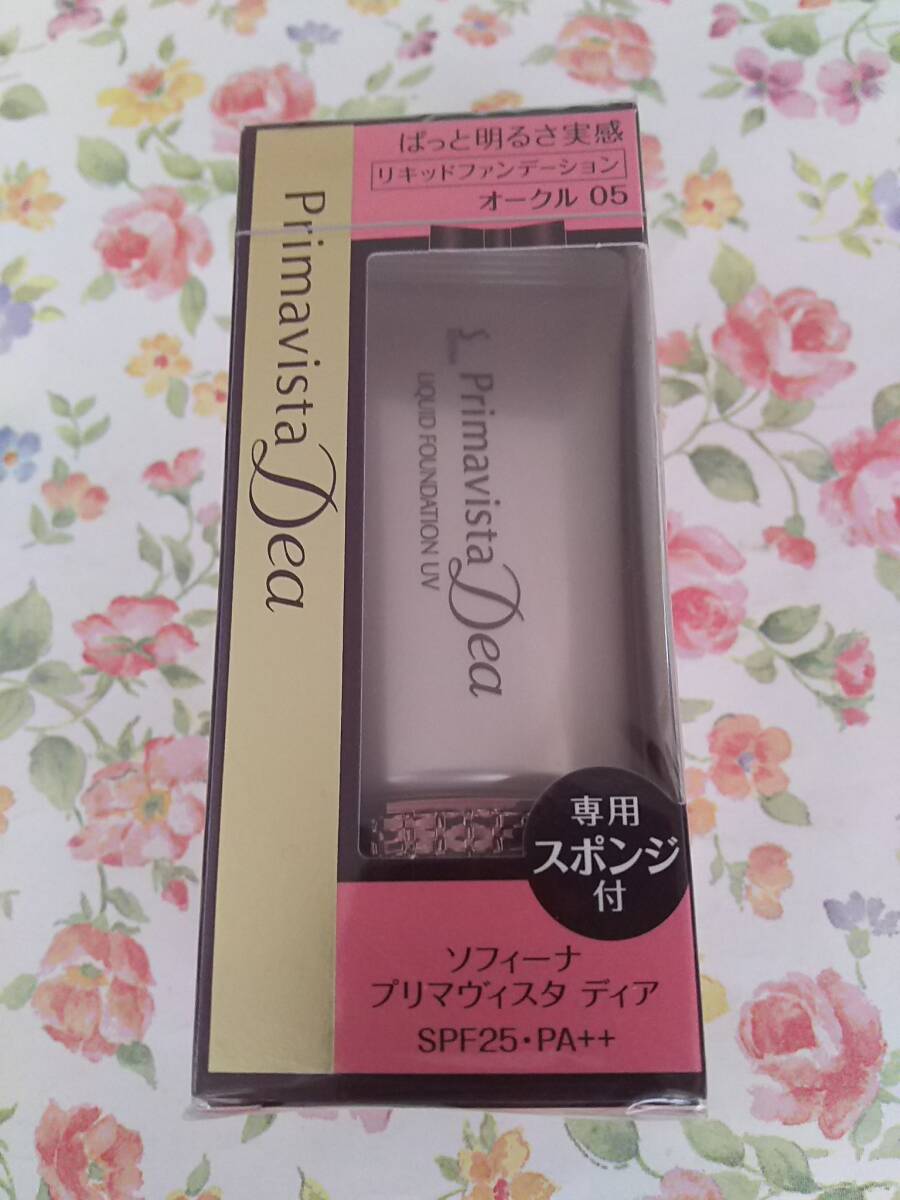 ぱっと明るさ実感
リキッドファンデーション
オークル 05
Primavista Dea
Primavista Dea
LIQUID FOUNDATION UV
専用
スポンジ
付
ソフィーナ
プリマヴィスタ ディア
SPF25・PA++